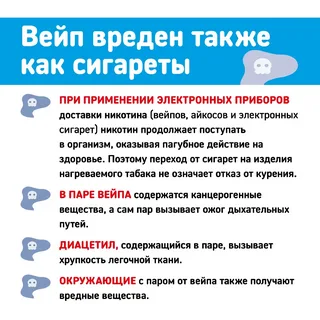 Вейп вреден также
как сигареты
ПРИ ПРИМЕНЕНИИ ЭЛЕКТРОННЫХ ПРИБОРОВ
доставки никотина (вейпов, айкосов и электронных
сигарет) никотин продолжает поступать
в организм, оказывая пагубное действие на
здоровье. Поэтому переход от сигарет на изделия
нагреваемого табака не означает отказ от курения.
В ПАРЕ ВЕЙПА содержатся канцерогенные
вещества, а сам пар вызывает ожог дыхательных
путей.
ДИАЦЕТИЛ, содержащийся в паре, вызывает
хрупкость легочной ткани.
ОКРУЖАЮЩИЕ с паром от вейпа также получают
вредные вещества.